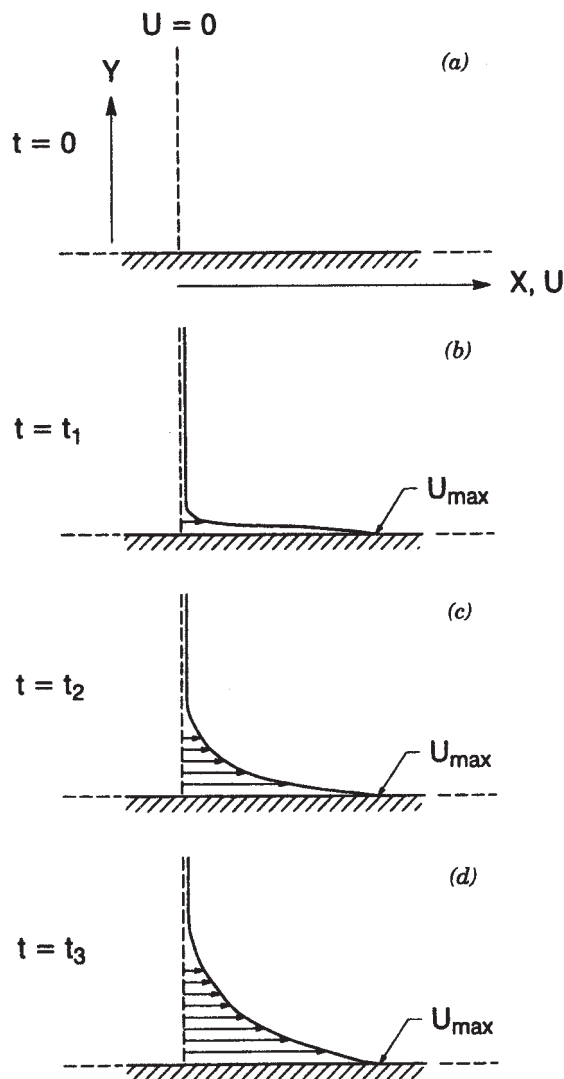 U = 0
(a)
Y
t = 0
X, U
(b)
t = t₁
Uₘₐₓ
(c)
t = t₂
Uₘₐₓ
(d)
t = t₃
Uₘₐₓ